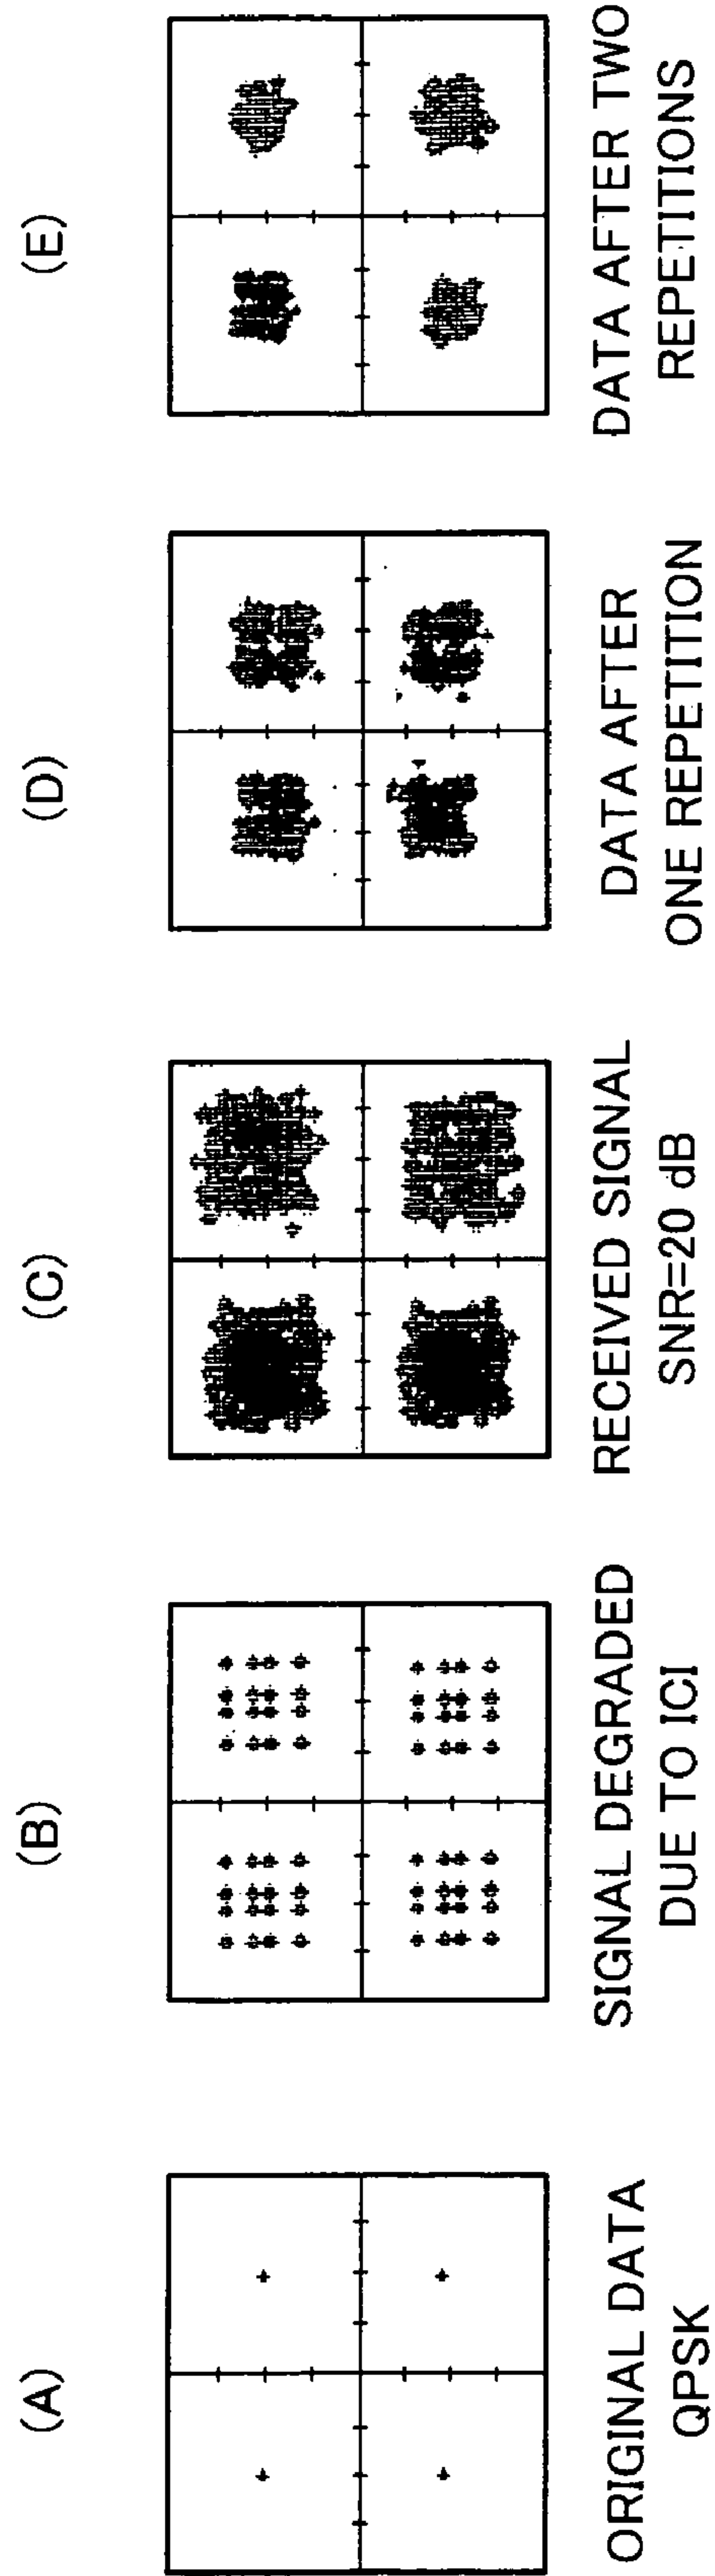 (A)
ORIGINAL DATA
QPSK
(B)
SIGNAL DEGRADED
DUE TO ICI
(C)
RECEIVED SIGNAL
SNR=20 dB
(D)
DATA AFTER
ONE REPETITION
(E)
DATA AFTER TWO
REPETITIONS